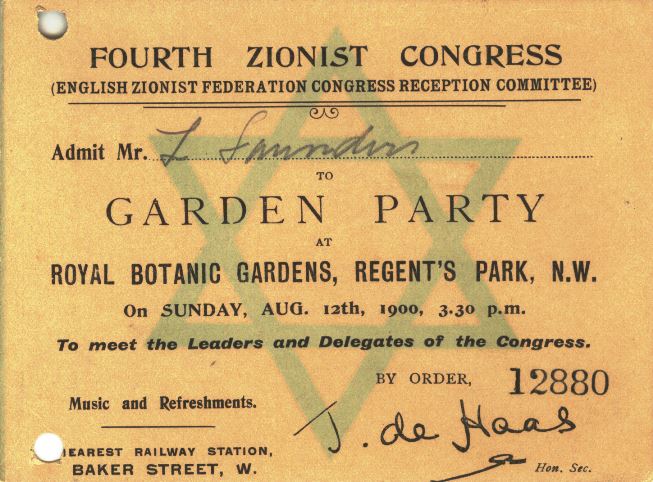 FOURTH ZIONIST CONGRESS
(ENGLISH ZIONIST FEDERATION CONGRESS RECEPTION COMMITTEE)
Admit Mr. L Saunders
TO
GARDEN PARTY
AT
ROYAL BOTANIC GARDENS, REGENT'S PARK, N.W.
On SUNDAY, AUG. 12th, 1900, 3.30 p.m.
To meet the Leaders and Delegates of the Congress.
BY ORDER, 12880
Music and Refreshments.
J. de Haas
Hon. Sec.
EAREST RAILWAY STATION,
BAKER STREET, W.